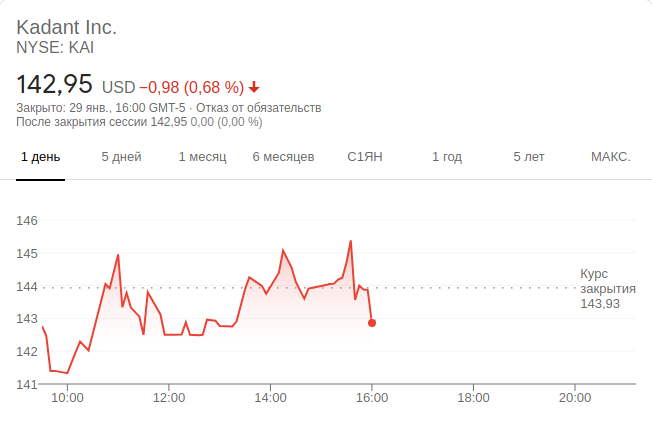 Kadant Inc.
NYSE: KAI
142,95 USD −0,98 (0,68 %)
Закрыто: 29 янв., 16:00 GMT-5 · Отказ от обязательств
После закрытия сессии 142,95 0,00 (0,00 %)
1 день 5 дней 1 месяц 6 месяцев С1ЯН 1 год 5 лет МАКС.
146
145
144
143
142
141
Курс
закрытия
143,93
10:00 12:00 14:00 16:00 18:00 20:00